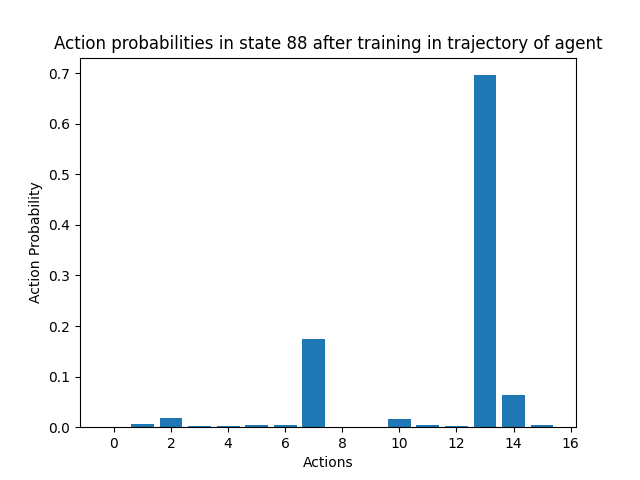 Action probabilities in state 88 after training in trajectory of agent
0.7
0.6
0.5
0.4
0.3
0.2
0.1
0.0
Action Probability
0 2 4 6 8 10 12 14 16
Actions